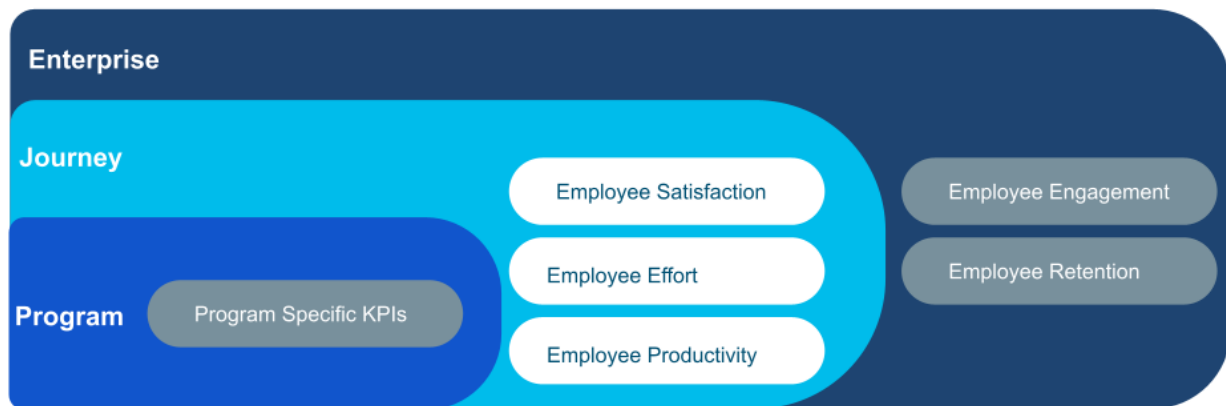 Enterprise
Journey
Employee Satisfaction
Employee Engagement
Employee Effort
Employee Retention
Program
Program Specific KPIs
Employee Productivity